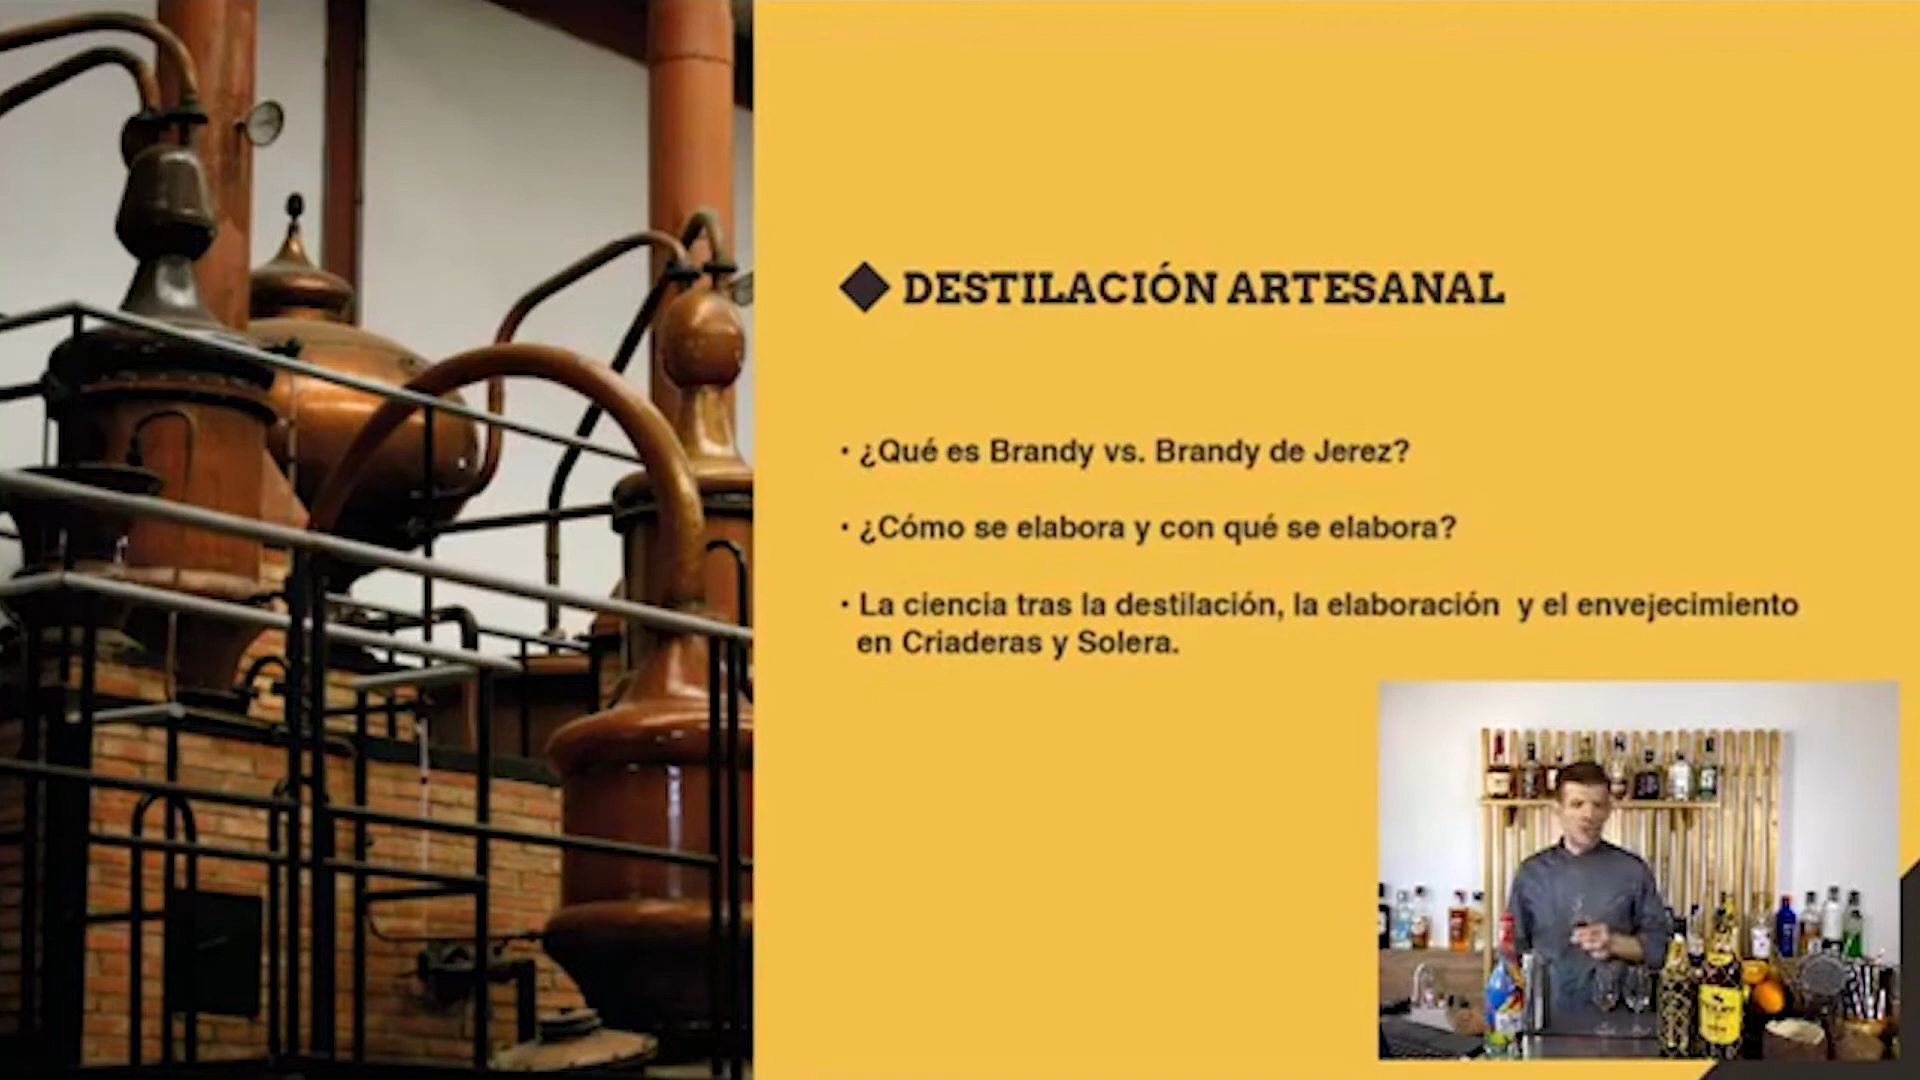 DESTILACIÓN ARTESANAL
• ¿Qué es Brandy vs. Brandy de Jerez?
• ¿Cómo se elabora y con qué se elabora?
• La ciencia tras la destilación, la elaboración y el envejecimiento
en Criaderas y Solera.